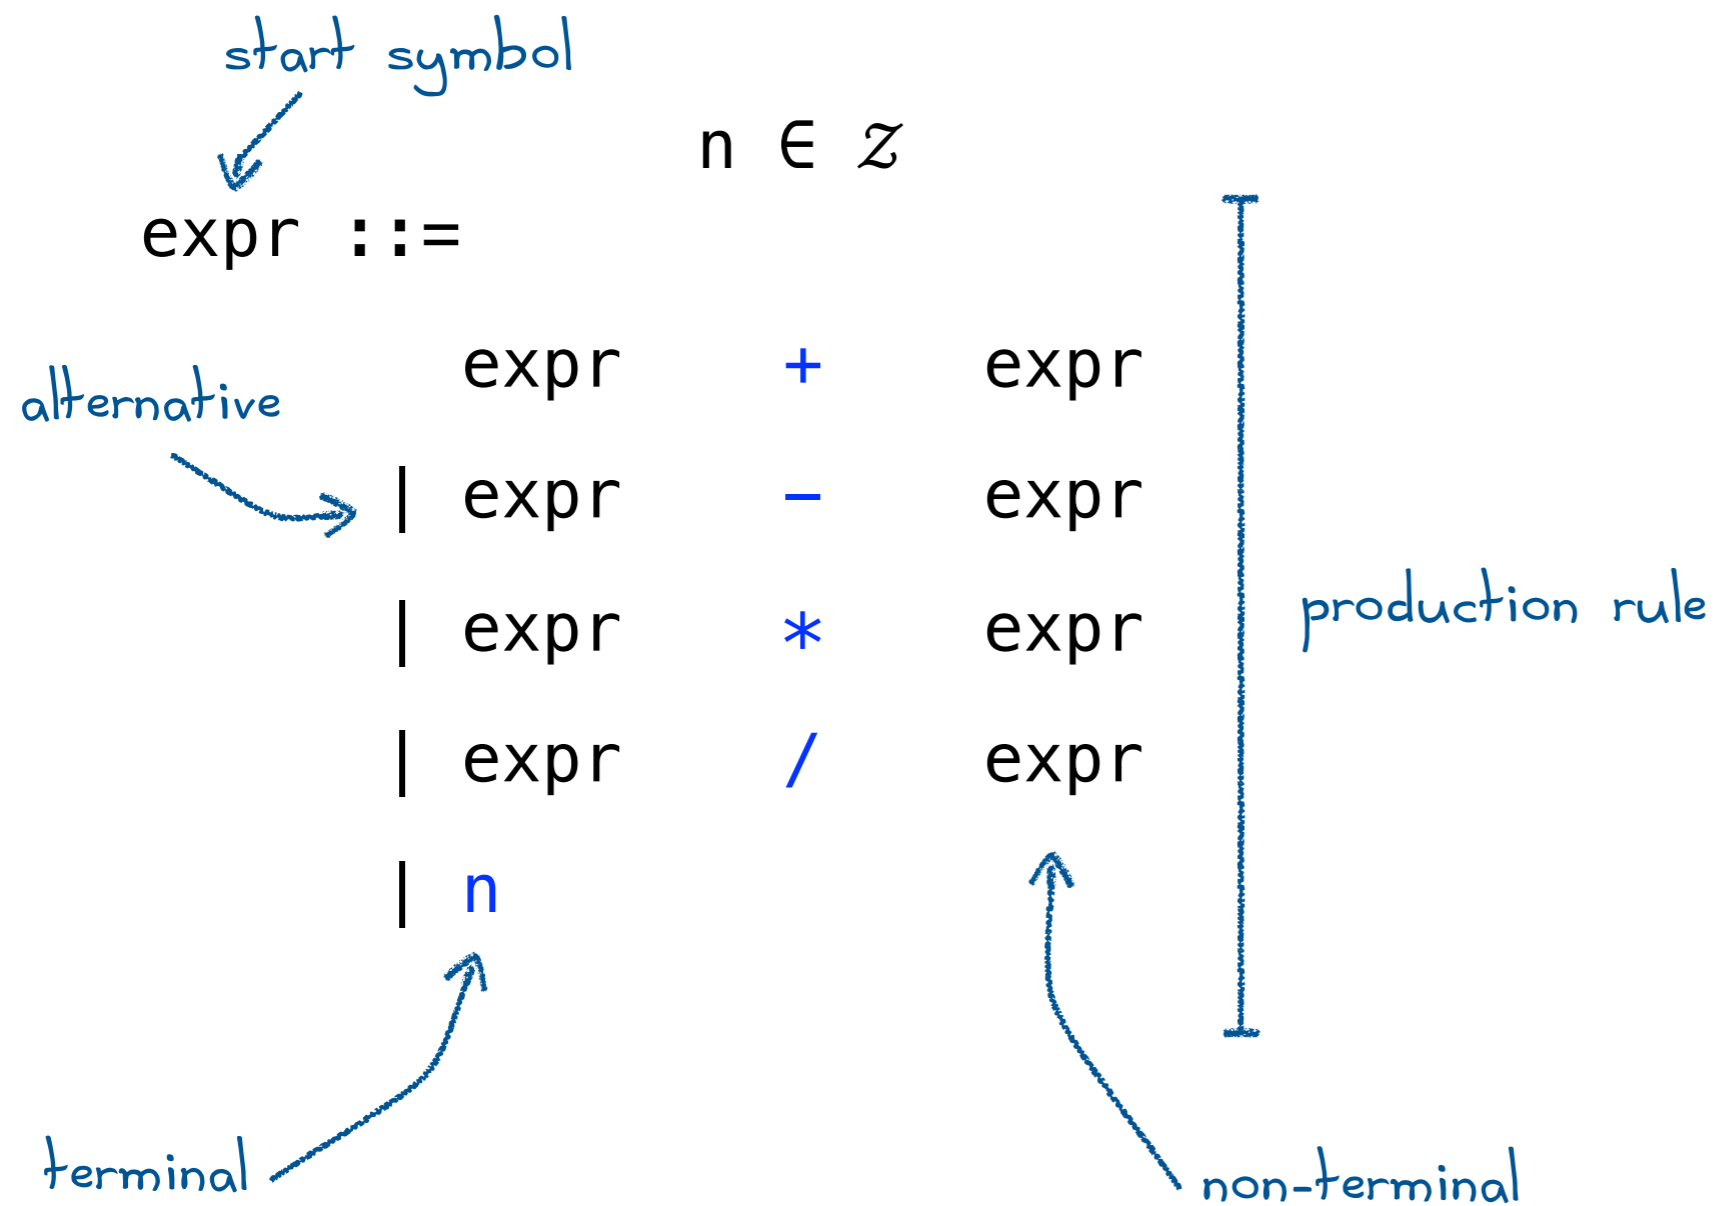 start symbol
n ∈ 𝓩
expr ::=
expr + expr
alternative
| expr − expr
| expr * expr
production rule
| expr / expr
| n
terminal
non-terminal